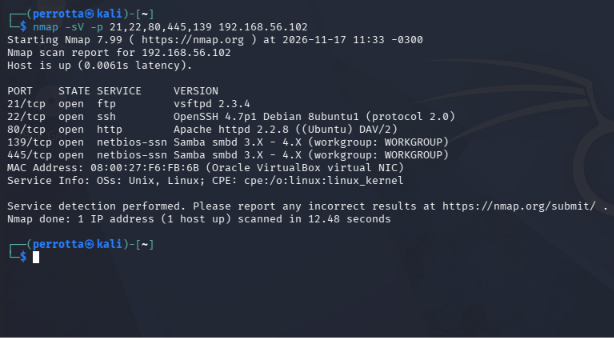 ┌──(perrotta㉿kali)-[~]
└─$ nmap -sV -p 21,22,80,445,139 192.168.56.102
Starting Nmap 7.99 ( https://nmap.org ) at 2026-11-17 11:33 -0300
Nmap scan report for 192.168.56.102
Host is up (0.0061s latency).
PORT    STATE SERVICE     VERSION
21/tcp  open  ftp         vsftpd 2.3.4
22/tcp  open  ssh         OpenSSH 4.7p1 Debian 8ubuntu1 (protocol 2.0)
80/tcp  open  http        Apache httpd 2.2.8 ((Ubuntu) DAV/2)
139/tcp open  netbios-ssn Samba smbd 3.X - 4.X (workgroup: WORKGROUP)
445/tcp open  netbios-ssn Samba smbd 3.X - 4.X (workgroup: WORKGROUP)
MAC Address: 08:00:27:F6:FB:6B (Oracle VirtualBox virtual NIC)
Service Info: OSs: Unix, Linux; CPE: cpe:/o:linux:linux_kernel
Service detection performed. Please report any incorrect results at https://nmap.org/submit/ .
Nmap done: 1 IP address (1 host up) scanned in 12.48 seconds
┌──(perrotta㉿kali)-[~]
└─$